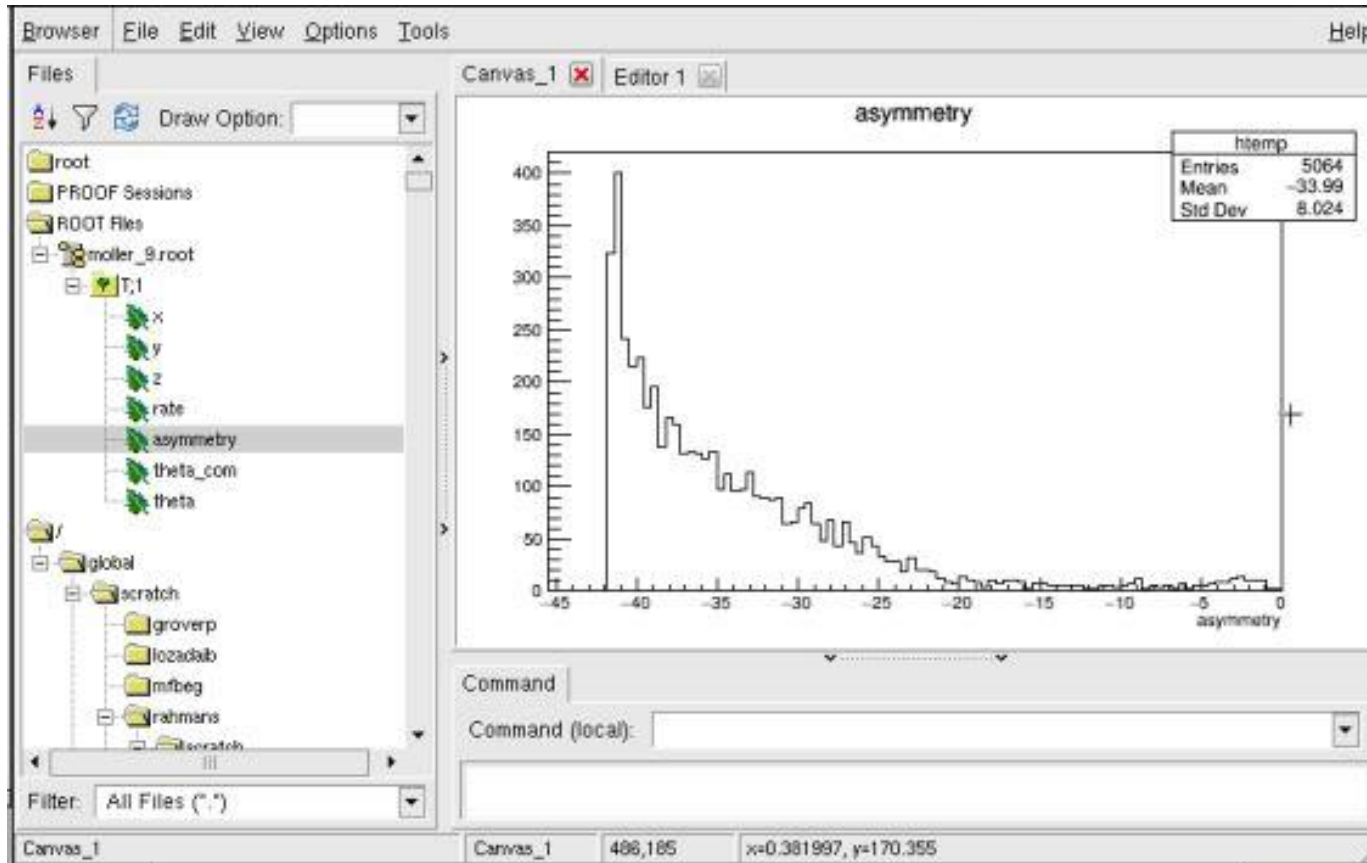 Browser File Edit View Options Tools Help
Files
Draw Option:
root
PROOF Sessions
ROOT Files
moller_9.root
T;1
x
y
z
rate
asymmetry
theta_com
theta
/
global
scratch
groverp
lozadaib
mfbeg
rahmans
scratch
Filter: All Files (*.*)
Canvas_1 Editor 1
asymmetry
htemp
Entries 5064
Mean −33.99
Std Dev 8.024
400
350
300
250
200
150
100
50
0
−45 −40 −35 −30 −25 −20 −15 −10 −5 0
asymmetry
Command
Command (local):
Canvas_1 Canvas_1 486,185 x=0.381997, y=170.355